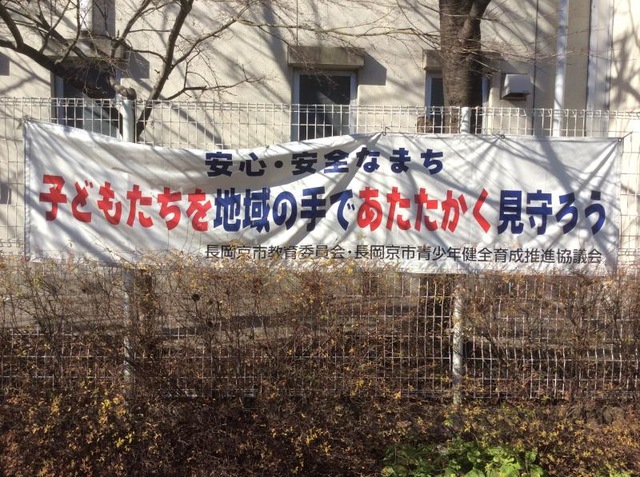 安心・安全なまち
子どもたちを地域の手であたたかく見守ろう
長岡京市教育委員会・長岡京市青少年健全育成推進協議会